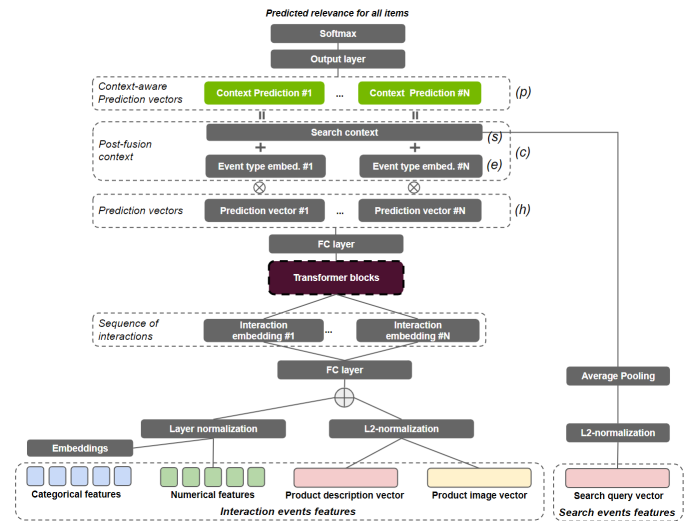 Predicted relevance for all items
Softmax
Output layer
Context-aware
Prediction vectors
Context Prediction #1
...
Context Prediction #N
(p)
=
=
Post-fusion
context
Search context
(s)
+
+
(c)
Event type embed. #1
Event type embed. #N
(e)
⊗
⊗
Prediction vectors
Prediction vector #1
...
Prediction vector #N
(h)
FC layer
Transformer blocks
Sequence of
interactions
Interaction
embedding #1
...
Interaction
embedding #N
FC layer
Average Pooling
Layer normalization
L2-normalization
L2-normalization
Embeddings
Categorical features
Numerical features
Product description vector
Product image vector
Search query vector
Interaction events features
Search events features